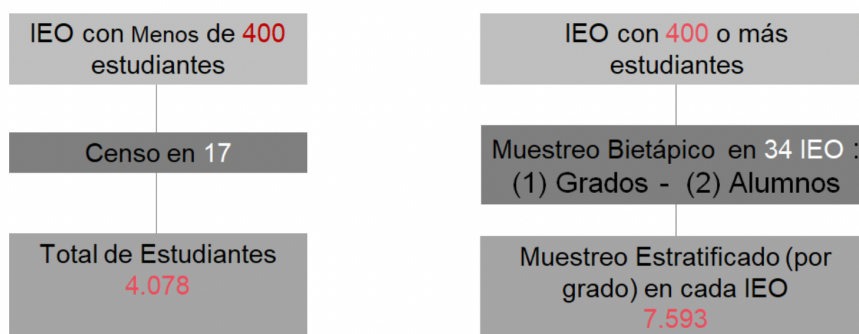 IEO con Menos de 400
estudiantes
Censo en 17
Total de Estudiantes
4.078
IEO con 400 o más
estudiantes
Muestreo Bietápico en 34 IEO :
(1) Grados - (2) Alumnos
Muestreo Estratificado (por
grado) en cada IEO
7.593